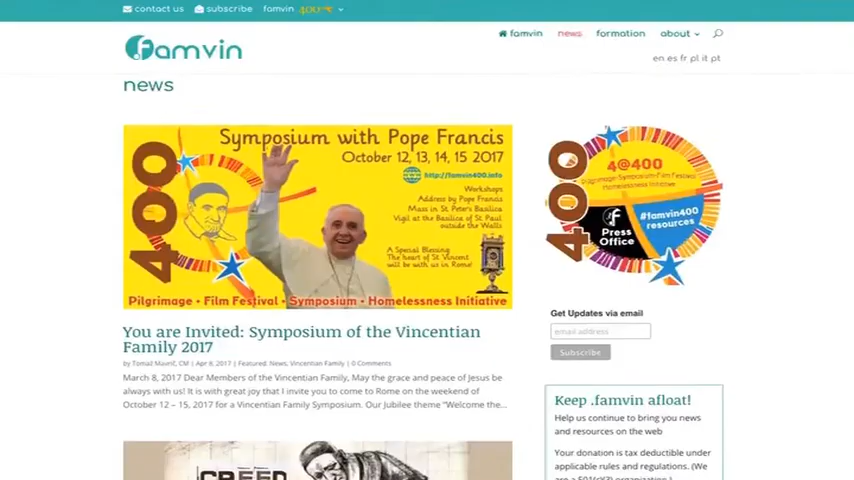 contact us subscribe famvin 400
.famvin
famvin news formation about
en es fr pl it pt
news
400
Symposium with Pope Francis
October 12, 13, 14, 15 2017
http://famvin400.info
Workshops
Address by Pope Francis
Mass in St Peter's Basilica
Vigil at the Basilica of St Paul
outside the Walls
A Special Blessing
The heart of St Vincent
will be with us in Rome!
Pilgrimage • Film Festival • Symposium • Homelessness Initiative
400
4@400
Pilgrimage-Symposium-Film Festival
Homelessness Initiative
.f
Press
Office
#famvin400
resources
You are Invited: Symposium of the Vincentian
Family 2017
by Tomaž Mavrič, CM | Apr 8, 2017 | Featured, News, Vincentian Family | 0 Comments
March 8, 2017 Dear Members of the Vincentian Family, May the grace and peace of Jesus be
always with us! It is with great joy that I invite you to come to Rome on the weekend of
October 12 – 15, 2017 for a Vincentian Family Symposium. Our Jubilee theme "Welcome the...
Get Updates via email
email address
Subscribe
Keep .famvin afloat!
Help us continue to bring you news
and resources on the web
Your donation is tax deductible under
applicable rules and regulations. (We
are a 501(c)(3) organization.)
CREED